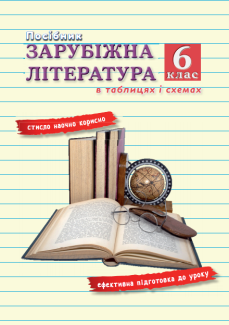 Посібник
ЗАРУБІЖНА
ЛІТЕРАТУРА
6
клас
в таблицях і схемах
стисло наочно корисно
ефективна підготовка до уроку